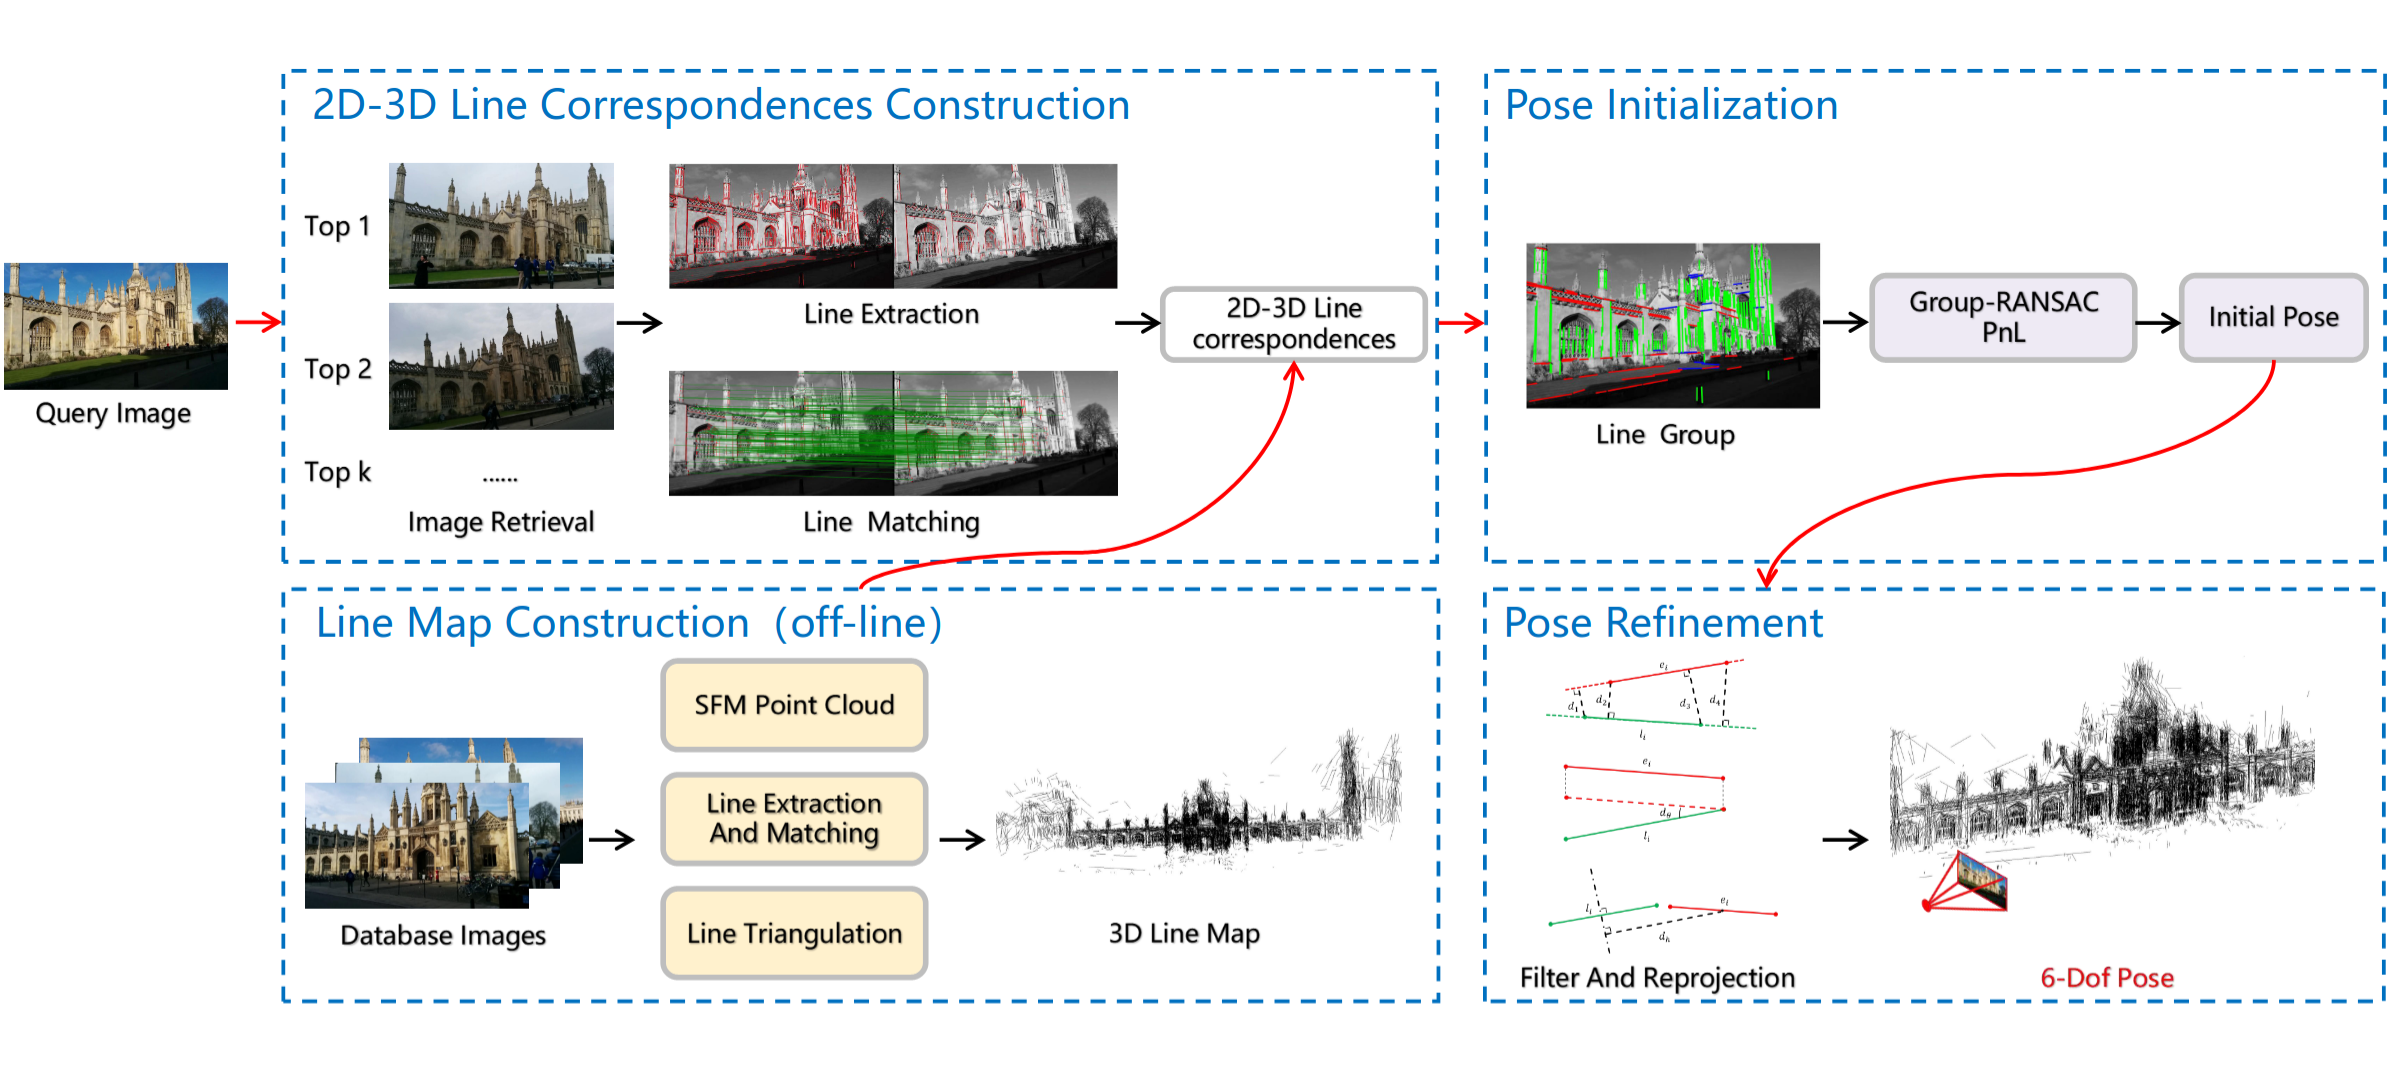 2D-3D Line Correspondences Construction
Top 1
Top 2
Top k
......
Image Retrieval
Line Extraction
Line  Matching
2D-3D Line
correspondences
Query Image
Pose Initialization
Line  Group
Group-RANSAC
PnL
Initial Pose
Line Map Construction（off-line）
Database Images
SFM Point Cloud
Line Extraction
And Matching
Line Triangulation
3D Line Map
Pose Refinement
e_i
d_1
d_2
d_3
d_4
l_i
e_i
d_θ
l_i
l_i
e_i
d_h
Filter And Reprojection
6-Dof Pose